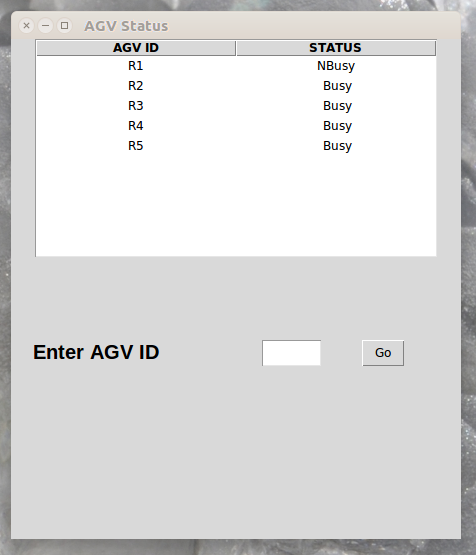 AGV Status
AGV ID STATUS
R1 NBusy
R2 Busy
R3 Busy
R4 Busy
R5 Busy
Enter AGV ID Go